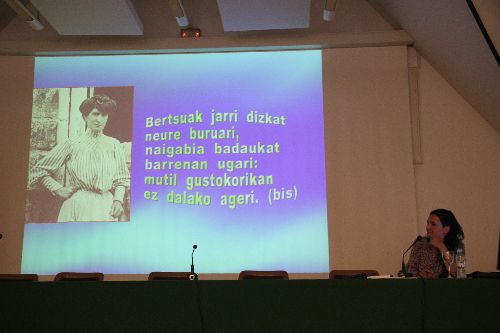 Bertsuak jarri dizkat
neure buruari,
naigabia badaukat
barrenan ugari:
mutil gustokorikan
ez dalako ageri. (bis)